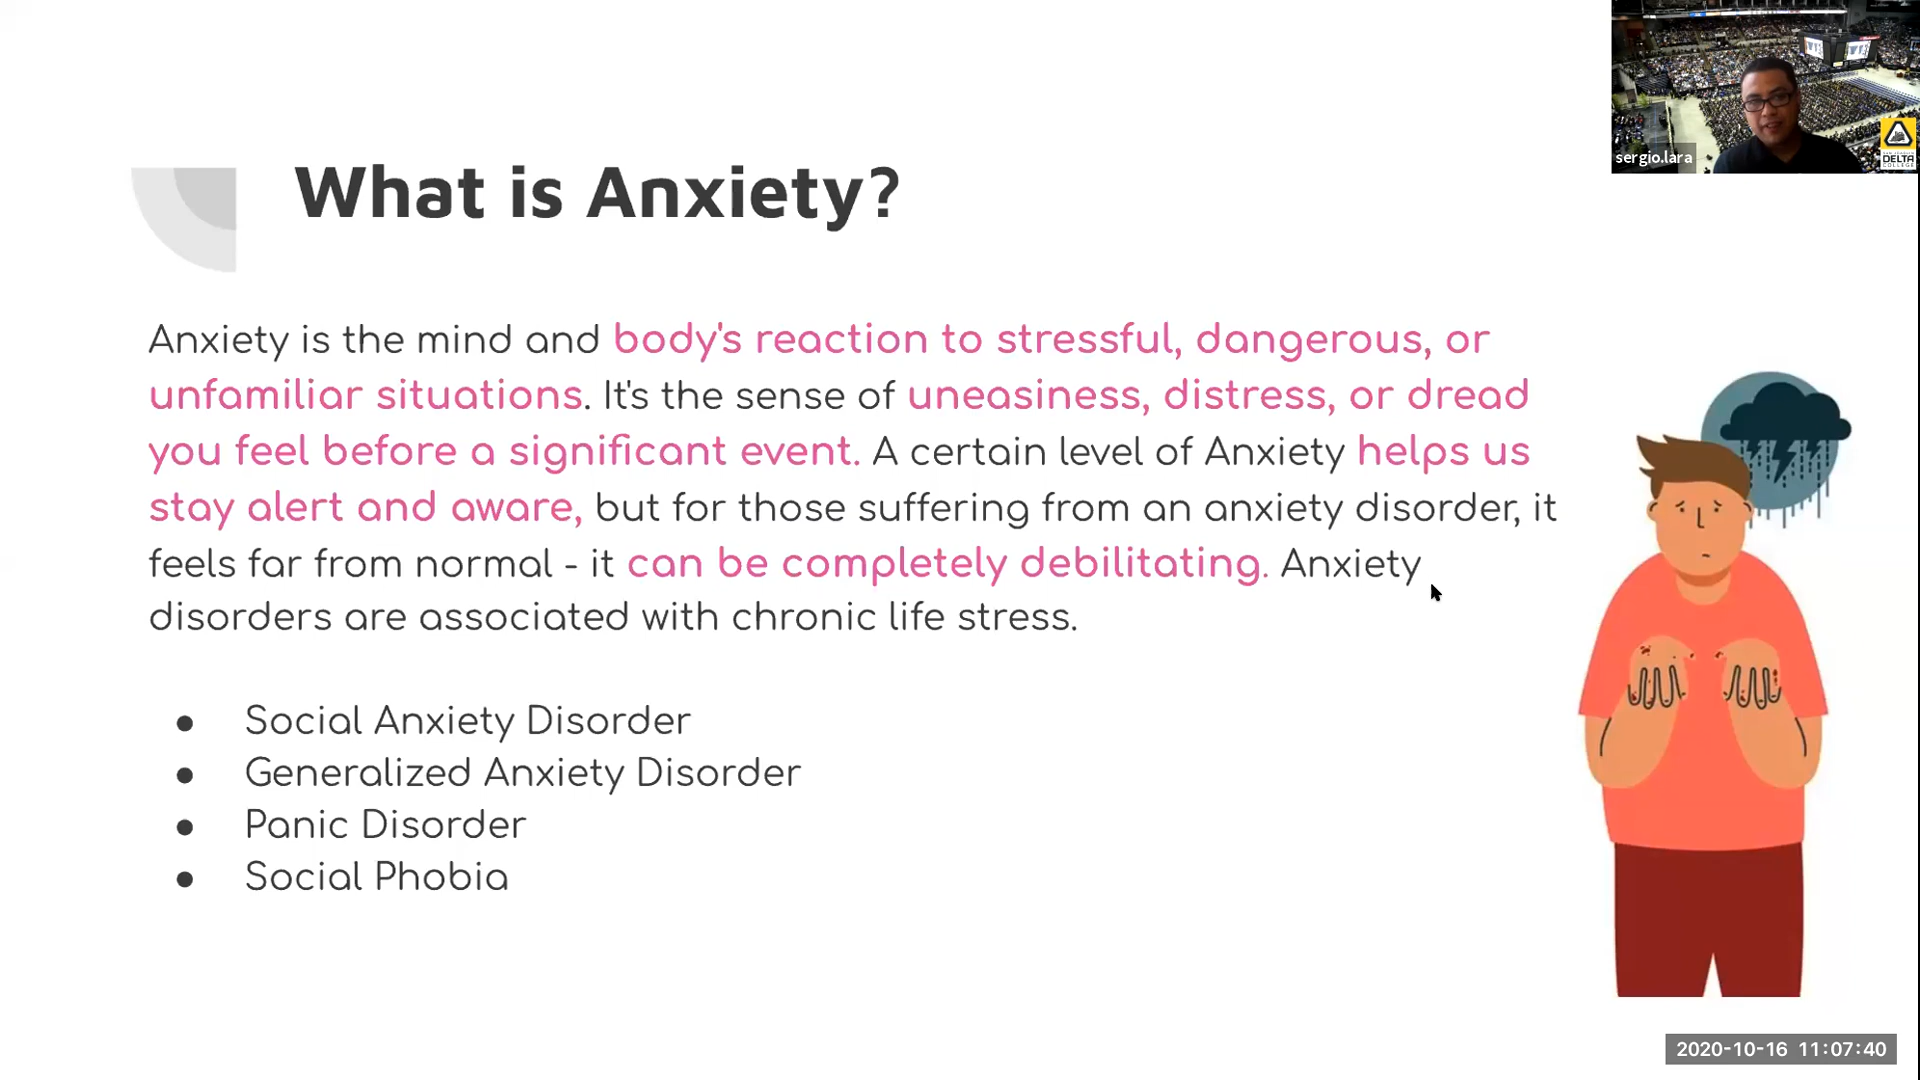 What is Anxiety?
Anxiety is the mind and body's reaction to stressful, dangerous, or
unfamiliar situations. It's the sense of uneasiness, distress, or dread
you feel before a significant event. A certain level of Anxiety helps us
stay alert and aware, but for those suffering from an anxiety disorder, it
feels far from normal - it can be completely debilitating. Anxiety
disorders are associated with chronic life stress.
● Social Anxiety Disorder
● Generalized Anxiety Disorder
● Panic Disorder
● Social Phobia
sergio.lara
DELTA
COLLEGE
2020-10-16 11:07:40